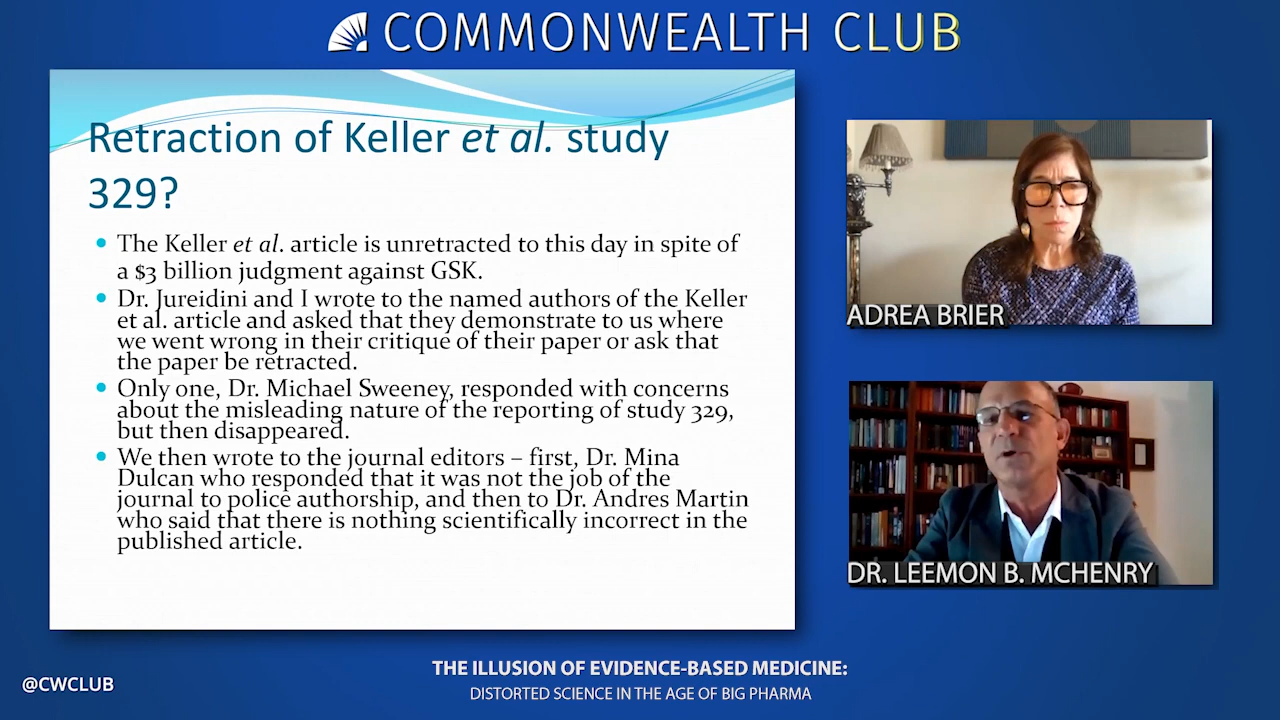 COMMONWEALTH CLUB
Retraction of Keller et al. study
329?
• The Keller et al. article is unretracted to this day in spite of
a $3 billion judgment against GSK.
• Dr. Jureidini and I wrote to the named authors of the Keller
et al. article and asked that they demonstrate to us where
we went wrong in their critique of their paper or ask that
the paper be retracted.
• Only one, Dr. Michael Sweeney, responded with concerns
about the misleading nature of the reporting of study 329,
but then disappeared.
• We then wrote to the journal editors – first, Dr. Mina
Dulcan who responded that it was not the job of the
journal to police authorship, and then to Dr. Andres Martin
who said that there is nothing scientifically incorrect in the
published article.
ADREA BRIER
DR. LEEMON B. MCHENRY
@CWCLUB
THE ILLUSION OF EVIDENCE-BASED MEDICINE:
DISTORTED SCIENCE IN THE AGE OF BIG PHARMA